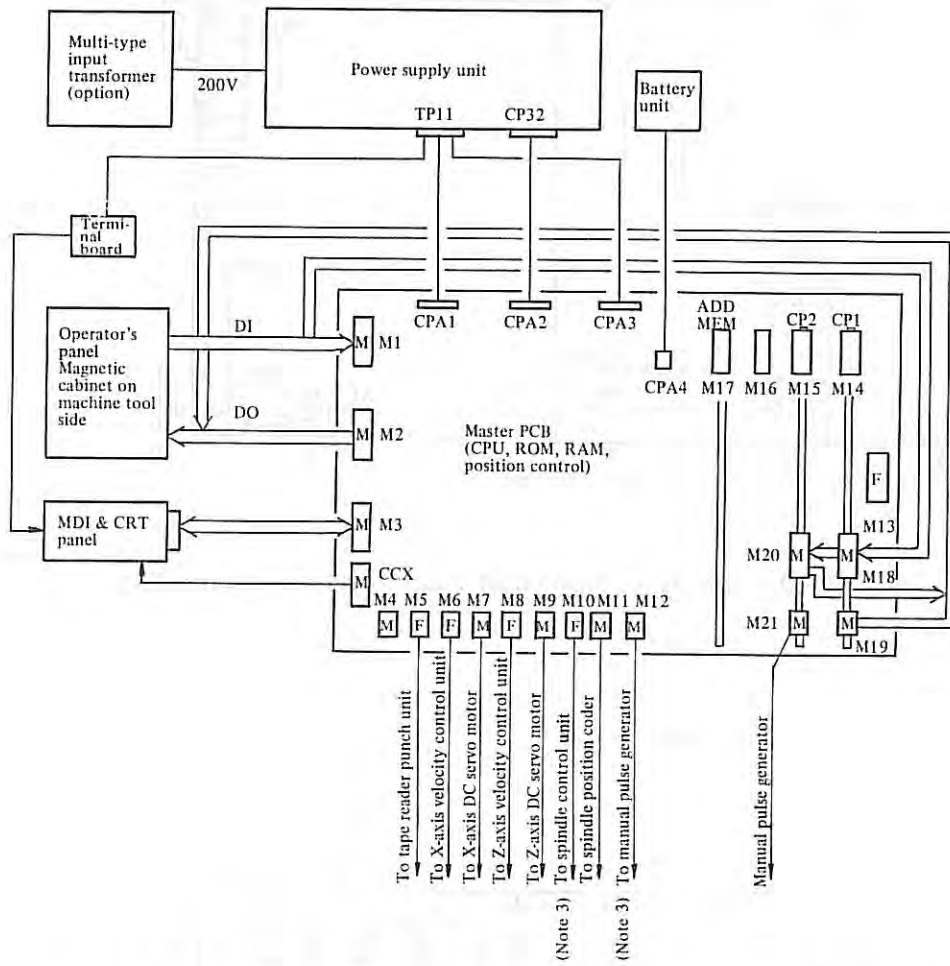 Multi-type
input
transformer
(option)
200V
Power supply unit
TP11
CP32
Battery
unit
Termi-
nal
board
CPA1
CPA2
CPA3
CPA4
ADD
MEM
CP2
CP1
M17
M16
M15
M14
Operator's
panel
Magnetic
cabinet on
machine tool
side
DI
DO
M M1
M M2
Master PCB
(CPU, ROM, RAM,
position control)
F
M13
MDI & CRT
panel
M M3
CCX
M
M20 M
M
M18
M21 M
M
M19
M4 M5 M6 M7 M8 M9 M10 M11 M12
M F F M F M F M M
To tape reader punch unit
To X-axis velocity control unit
To X-axis DC servo motor
To Z-axis velocity control unit
To Z-axis DC servo motor
(Note 3) To spindle control unit
To spindle position coder
(Note 3) To manual pulse generator
Manual pulse generator